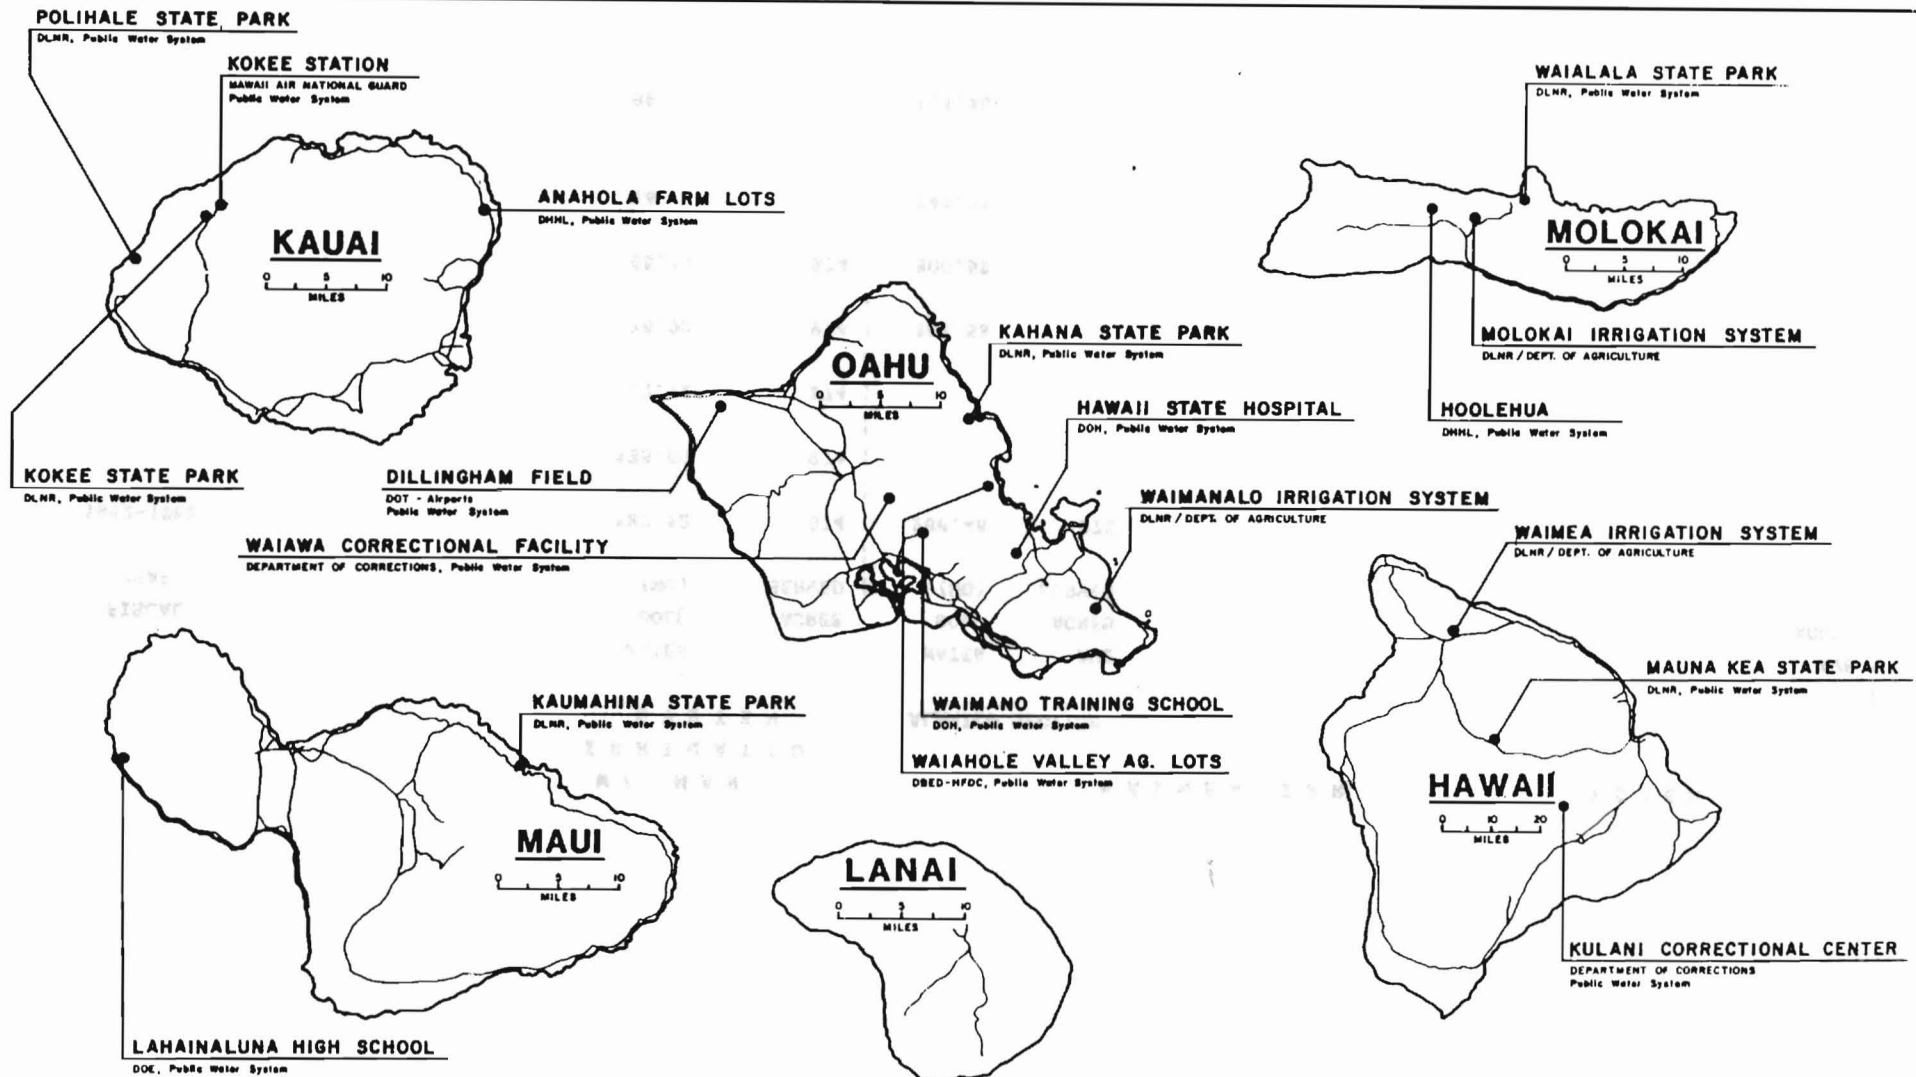 POLIHALE STATE PARK
DLNR, Public Water System
KOKEE STATION
HAWAII AIR NATIONAL GUARD
Public Water System
ANAHOLA FARM LOTS
DHHL, Public Water System
KAUAI
0 5 10
MILES
KOKEE STATE PARK
DLNR, Public Water System
WAIALALA STATE PARK
DLNR, Public Water System
MOLOKAI
0 5 10
MILES
MOLOKAI IRRIGATION SYSTEM
DLNR / DEPT. OF AGRICULTURE
HOOLEHUA
DHHL, Public Water System
KAHANA STATE PARK
DLNR, Public Water System
OAHU
0 5 10
MILES
HAWAII STATE HOSPITAL
DOH, Public Water System
DILLINGHAM FIELD
DOT - Airports
Public Water System
WAIMANALO IRRIGATION SYSTEM
DLNR / DEPT. OF AGRICULTURE
WAIAWA CORRECTIONAL FACILITY
DEPARTMENT OF CORRECTIONS, Public Water System
WAIMANO TRAINING SCHOOL
DOH, Public Water System
WAIAHOLE VALLEY AG. LOTS
DBED-HFDC, Public Water System
WAIMEA IRRIGATION SYSTEM
DLNR / DEPT. OF AGRICULTURE
MAUNA KEA STATE PARK
DLNR, Public Water System
HAWAII
0 10 20
MILES
KULANI CORRECTIONAL CENTER
DEPARTMENT OF CORRECTIONS
Public Water System
KAUMAHINA STATE PARK
DLNR, Public Water System
MAUI
0 5 10
MILES
LAHAINALUNA HIGH SCHOOL
DOE, Public Water System
LANAI
0 5 10
MILES